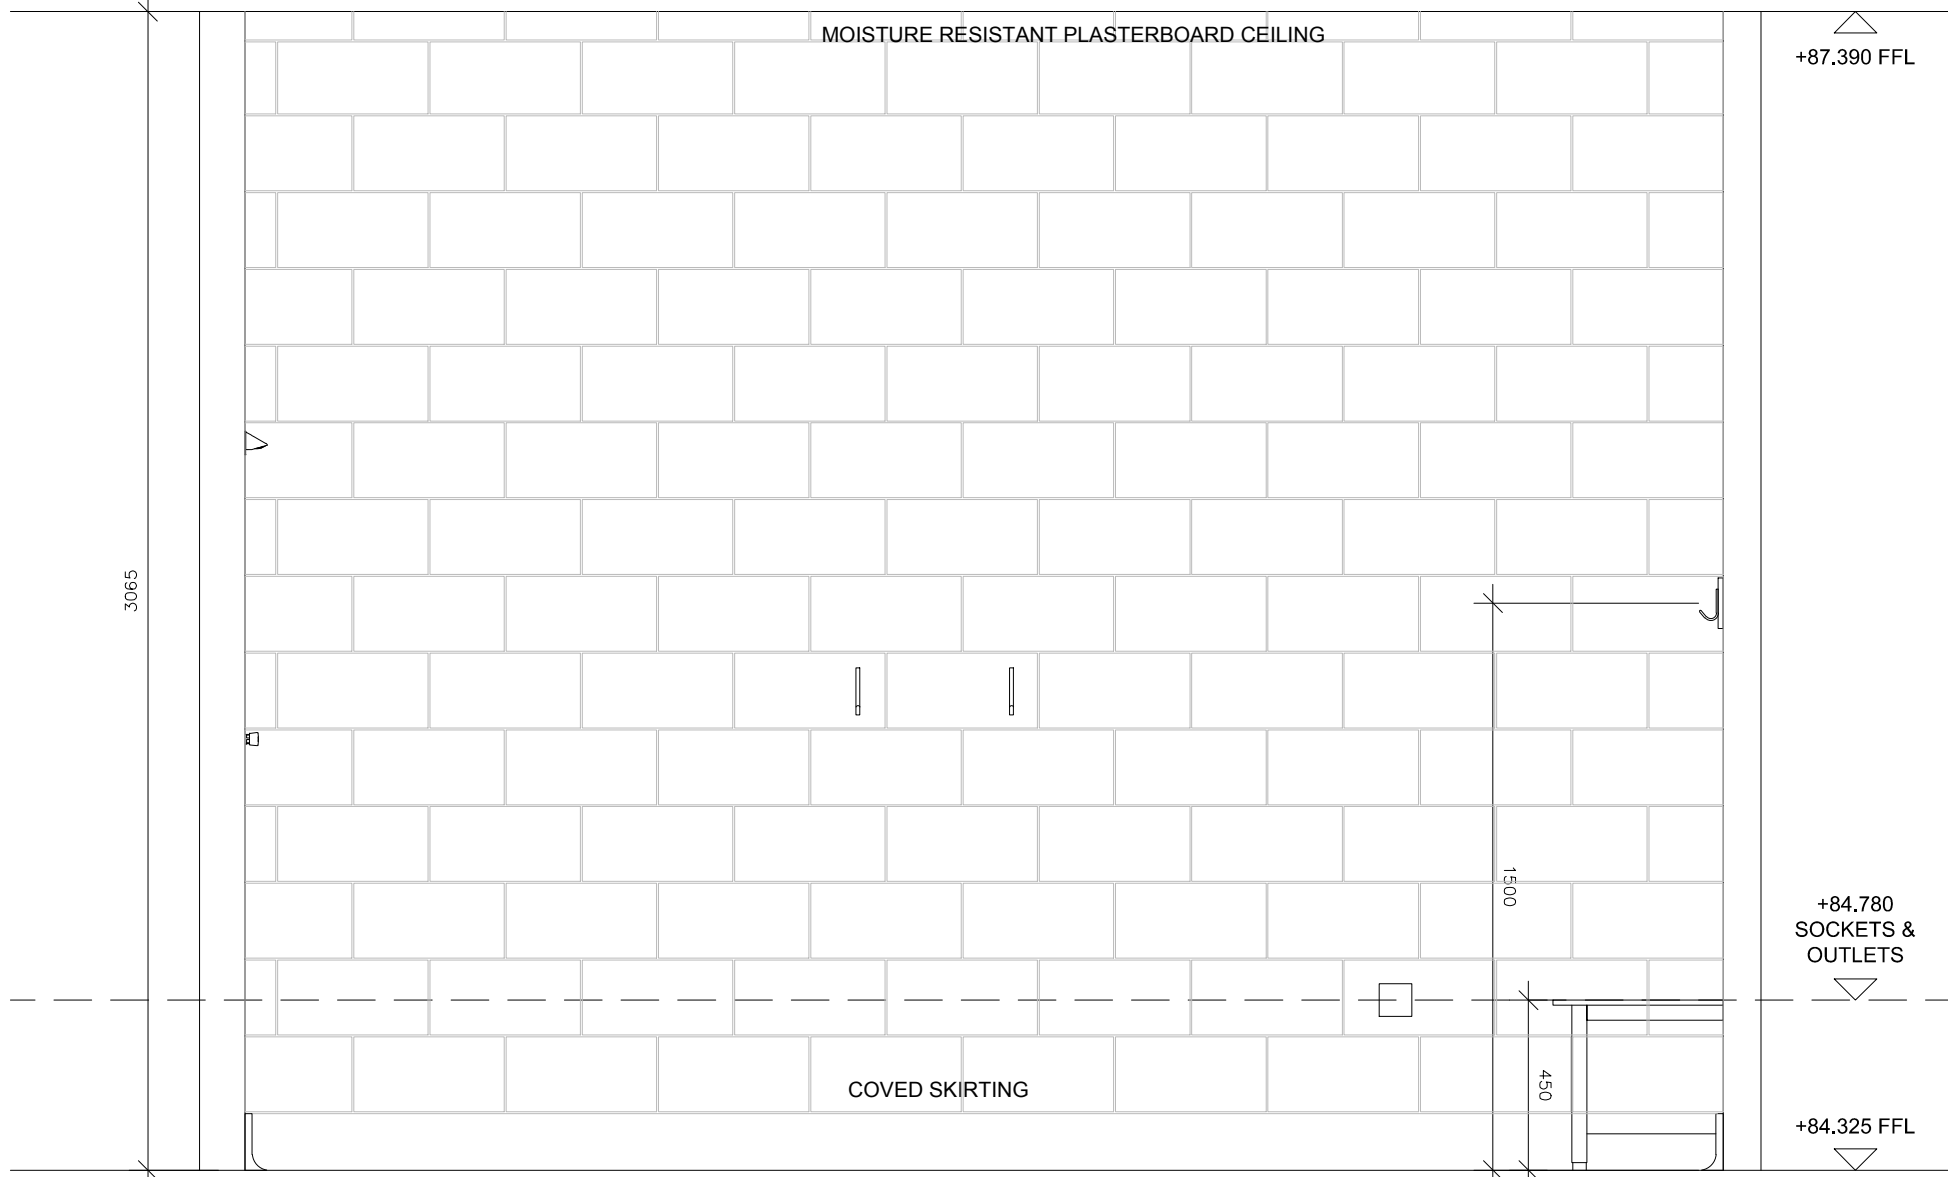 MOISTURE RESISTANT PLASTERBOARD CEILING
+87.390 FFL
3065
1500
+84.780
SOCKETS &
OUTLETS
450
COVED SKIRTING
+84.325 FFL